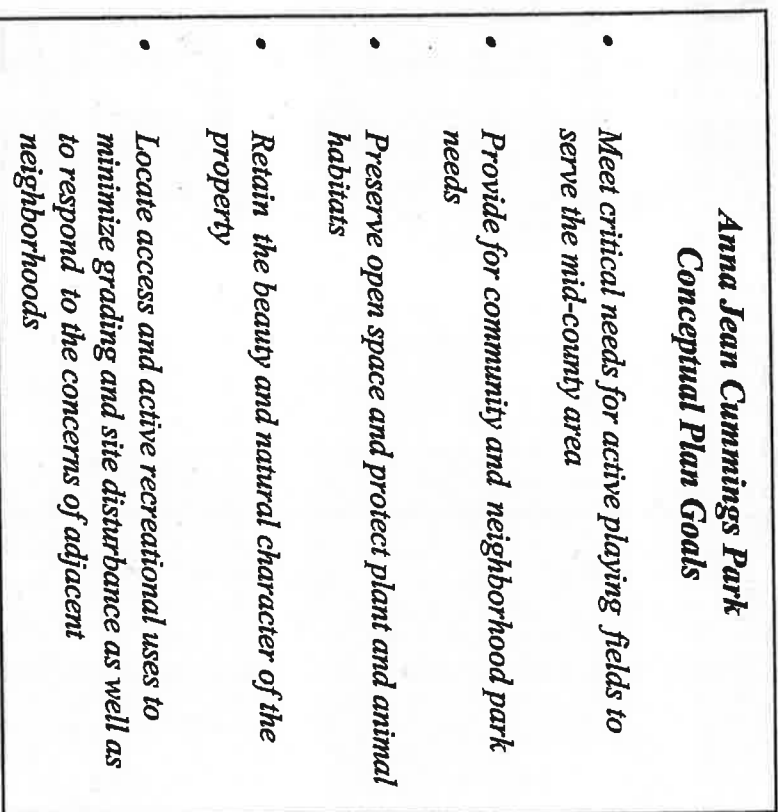 Anna Jean Cummings Park
Conceptual Plan Goals
• Meet critical needs for active playing fields to
serve the mid-county area
• Provide for community and neighborhood park
needs
• Preserve open space and protect plant and animal
habitats
• Retain the beauty and natural character of the
property
• Locate access and active recreational uses to
minimize grading and site disturbance as well as
to respond to the concerns of adjacent
neighborhoods